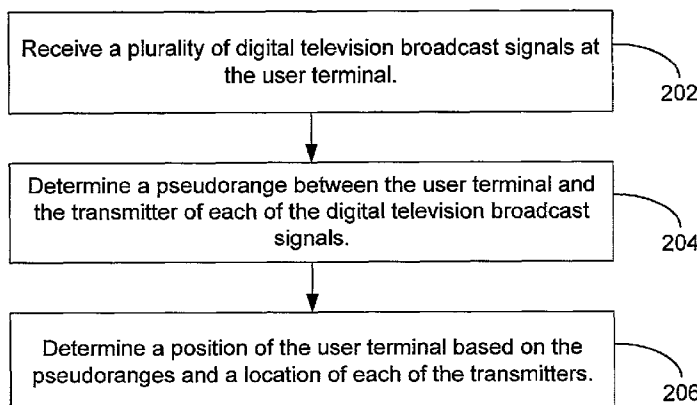 Receive a plurality of digital television broadcast signals at
the user terminal.
202
Determine a pseudorange between the user terminal and
the transmitter of each of the digital television broadcast
signals.
204
Determine a position of the user terminal based on the
pseudoranges and a location of each of the transmitters.
206